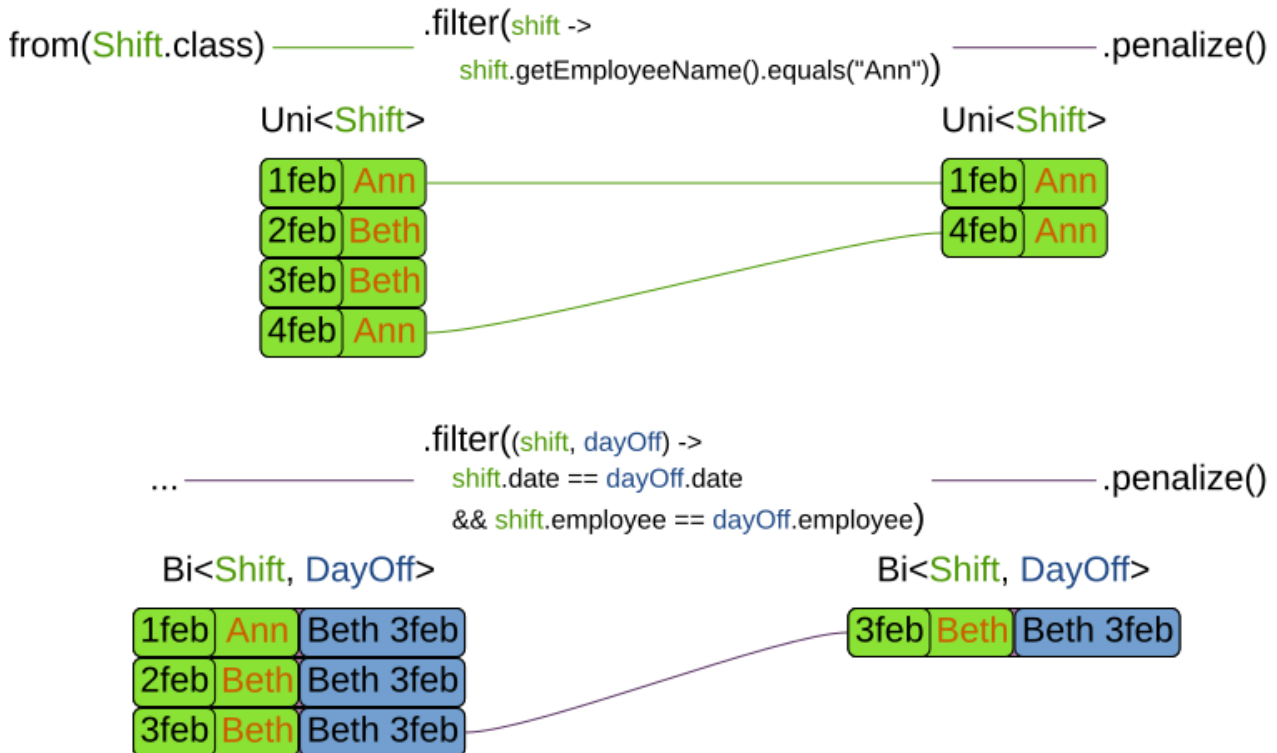 from(Shift.class)
.filter(shift ->
shift.getEmployeeName().equals("Ann"))
.penalize()
Uni<Shift>
1feb Ann
2feb Beth
3feb Beth
4feb Ann
Uni<Shift>
1feb Ann
4feb Ann
...
.filter((shift, dayOff) ->
shift.date == dayOff.date
&& shift.employee == dayOff.employee)
.penalize()
Bi<Shift, DayOff>
1feb Ann Beth 3feb
2feb Beth Beth 3feb
3feb Beth Beth 3feb
Bi<Shift, DayOff>
3feb Beth Beth 3feb